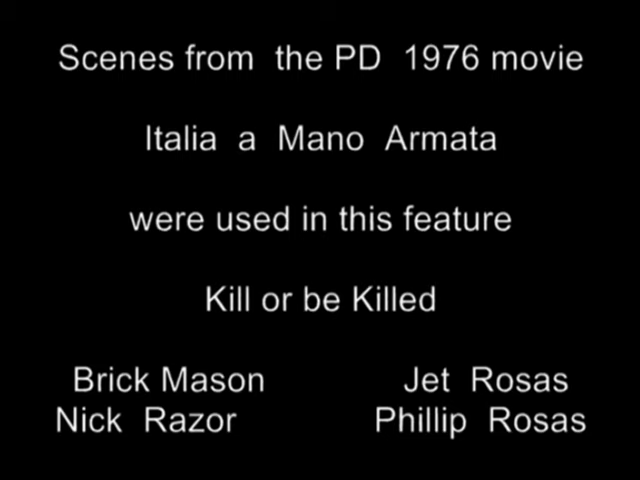 Scenes from the PD 1976 movie
Italia a Mano Armata
were used in this feature
Kill or be Killed
Brick Mason Jet Rosas
Nick Razor Phillip Rosas